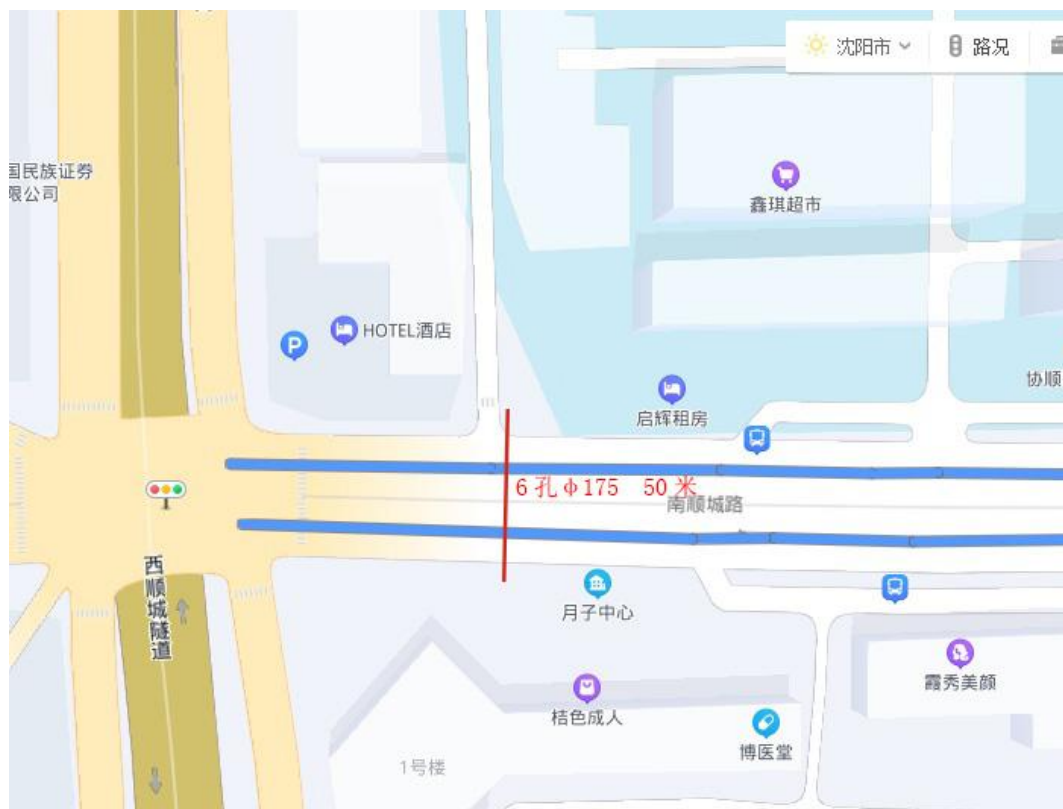 沈阳市
路况
国民族证券
限公司
鑫琪超市
HOTEL酒店
P
协顺
启辉租房
6 孔 φ175 50 米
南顺城路
西顺城隧道
月子中心
霞秀美颜
桔色成人
博医堂
1号楼